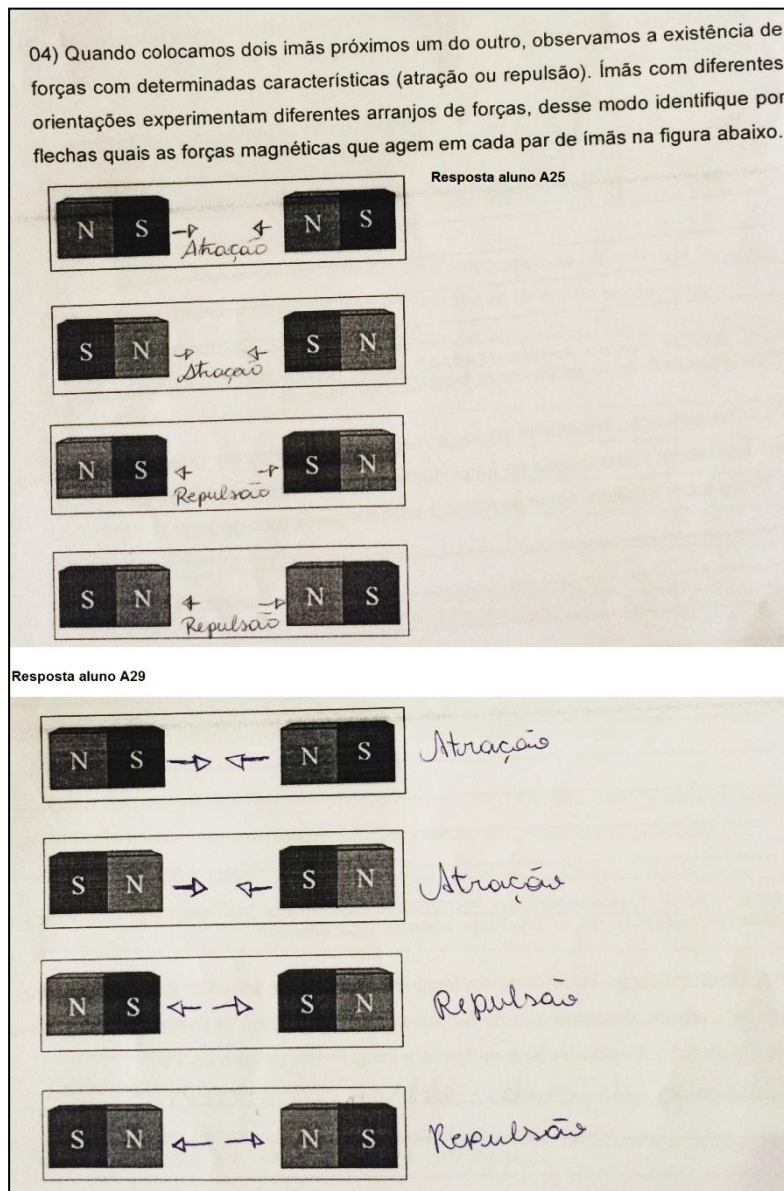 04) Quando colocamos dois imãs próximos um do outro, observamos a existência de
forças com determinadas características (atração ou repulsão). Ímãs com diferentes
orientações experimentam diferentes arranjos de forças, desse modo identifique por
flechas quais as forças magnéticas que agem em cada par de ímãs na figura abaixo.
Resposta aluno A25
N S N S
Atração
S N S N
Atração
N S S N
Repulsão
S N N S
Repulsão
Resposta aluno A29
N S N S Atração
S N S N Atração
N S S N Repulsão
S N N S Repulsão